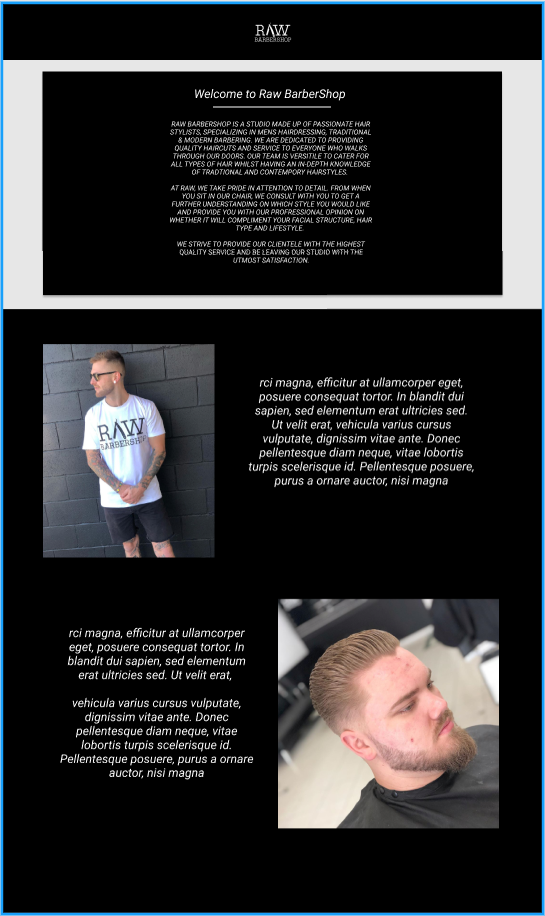 RAW
BARBERSHOP
Welcome to Raw BarberShop
RAW BARBERSHOP IS A STUDIO MADE UP OF PASSIONATE HAIR
STYLISTS, SPECIALIZING IN MENS HAIRDRESSING, TRADITIONAL
& MODERN BARBERING. WE ARE DEDICATED TO PROVIDING
QUALITY HAIRCUTS AND SERVICE TO EVERYONE WHO WALKS
THROUGH OUR DOORS. OUR TEAM IS VERSITILE TO CATER FOR
ALL TYPES OF HAIR WHILST HAVING AN IN-DEPTH KNOWLEDGE
OF TRADTIONAL AND CONTEMPORY HAIRSTYLES.
AT RAW, WE TAKE PRIDE IN ATTENTION TO DETAIL. FROM WHEN
YOU SIT IN OUR CHAIR, WE CONSULT WITH YOU TO GET A
FURTHER UNDERSTANDING ON WHICH STYLE YOU WOULD LIKE
AND PROVIDE YOU WITH OUR PROFRESSIONAL OPINION ON
WHETHER IT WILL COMPLIMENT YOUR FACIAL STRUCTURE, HAIR
TYPE AND LIFESTYLE.
WE STRIVE TO PROVIDE OUR CLIENTELE WITH THE HIGHEST
QUALITY SERVICE AND BE LEAVING OUR STUDIO WITH THE
UTMOST SATISFACTION.
RAW
BARBERSHOP
rci magna, efficitur at ullamcorper eget,
posuere consequat tortor. In blandit dui
sapien, sed elementum erat ultricies sed.
Ut velit erat, vehicula varius cursus
vulputate, dignissim vitae ante. Donec
pellentesque diam neque, vitae lobortis
turpis scelerisque id. Pellentesque posuere,
purus a ornare auctor, nisi magna
rci magna, efficitur at ullamcorper
eget, posuere consequat tortor. In
blandit dui sapien, sed elementum
erat ultricies sed. Ut velit erat,
vehicula varius cursus vulputate,
dignissim vitae ante. Donec
pellentesque diam neque, vitae
lobortis turpis scelerisque id.
Pellentesque posuere, purus a ornare
auctor, nisi magna